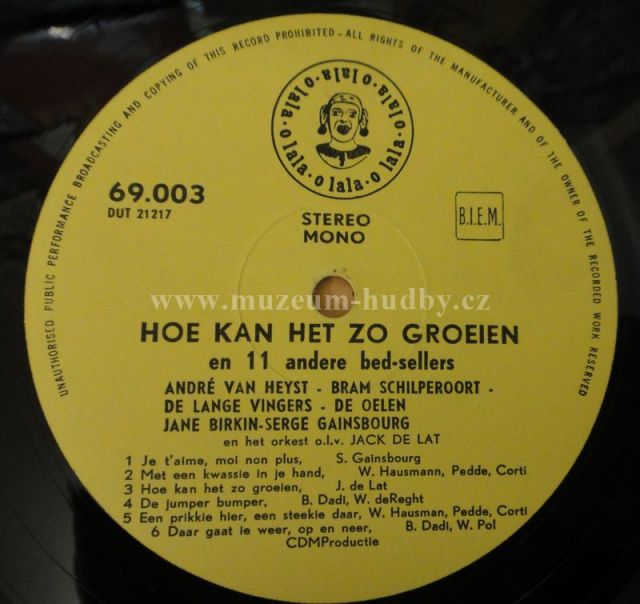 UNAUTHORISED PUBLIC PERFORMANCE BROADCASTING AND COPYING OF THIS RECORD PROHIBITED - ALL RIGHTS OF THE MANUFACTURER AND OF THE OWNER OF THE RECORDED WORK RESERVED
o lala · o lala · o lala · o lala · o lala · o lala ·
69.003
DUT 21217
STEREO
MONO
B.I.E.M.
www.muzeum-hudby.cz
HOE KAN HET ZO GROEIEN
en 11 andere bed-sellers
ANDRÉ VAN HEYST - BRAM SCHILPEROORT -
DE LANGE VINGERS - DE OELEN
JANE BIRKIN-SERGE GAINSBOURG
en het orkest o.l.v. JACK DE LAT
1 Je t'aime, moi non plus, S. Gainsbourg
2 Met een kwassie in je hand, W. Hausmann, Pedde, Corti
3 Hoe kan het zo groeien, J. de Lat
4 De jumper bumper, B. Dadi, W. deReght
5 Een prikkie hier, een steekie daar, W. Hausman, Pedde, Corti
6 Daar gaat ie weer, op en neer, B. Dadi, W. Pol
CDMProductie